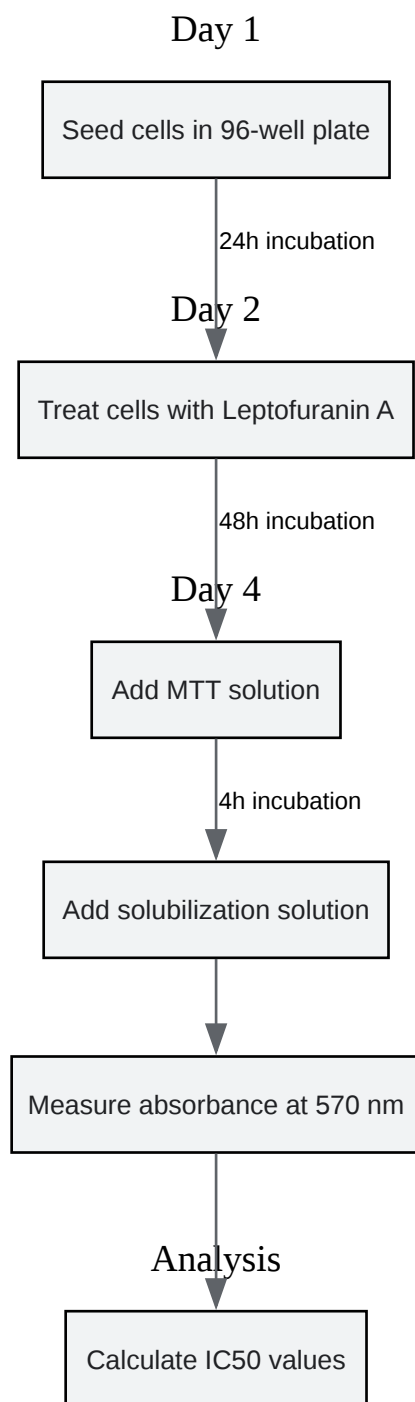 Day 1
Seed cells in 96-well plate
24h incubation
Day 2
Treat cells with Leptofuranin A
48h incubation
Day 4
Add MTT solution
4h incubation
Add solubilization solution
Measure absorbance at 570 nm
Analysis
Calculate IC50 values